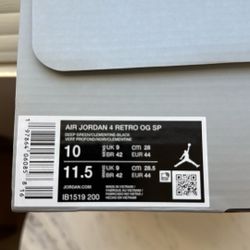 AIR JORDAN 4 RETRO OG SP
DEEP GREEN/CLEMENTINE-BLACK
VERT PROFOND/NOIR/CLEMENTINE
10 UK 9 CM 28
BR 42 EUR 44
11.5 UK 9 CM 28.5
BR 42 EUR 44
JORDAN.COM
IB1519 200
MADE IN VIETNAM